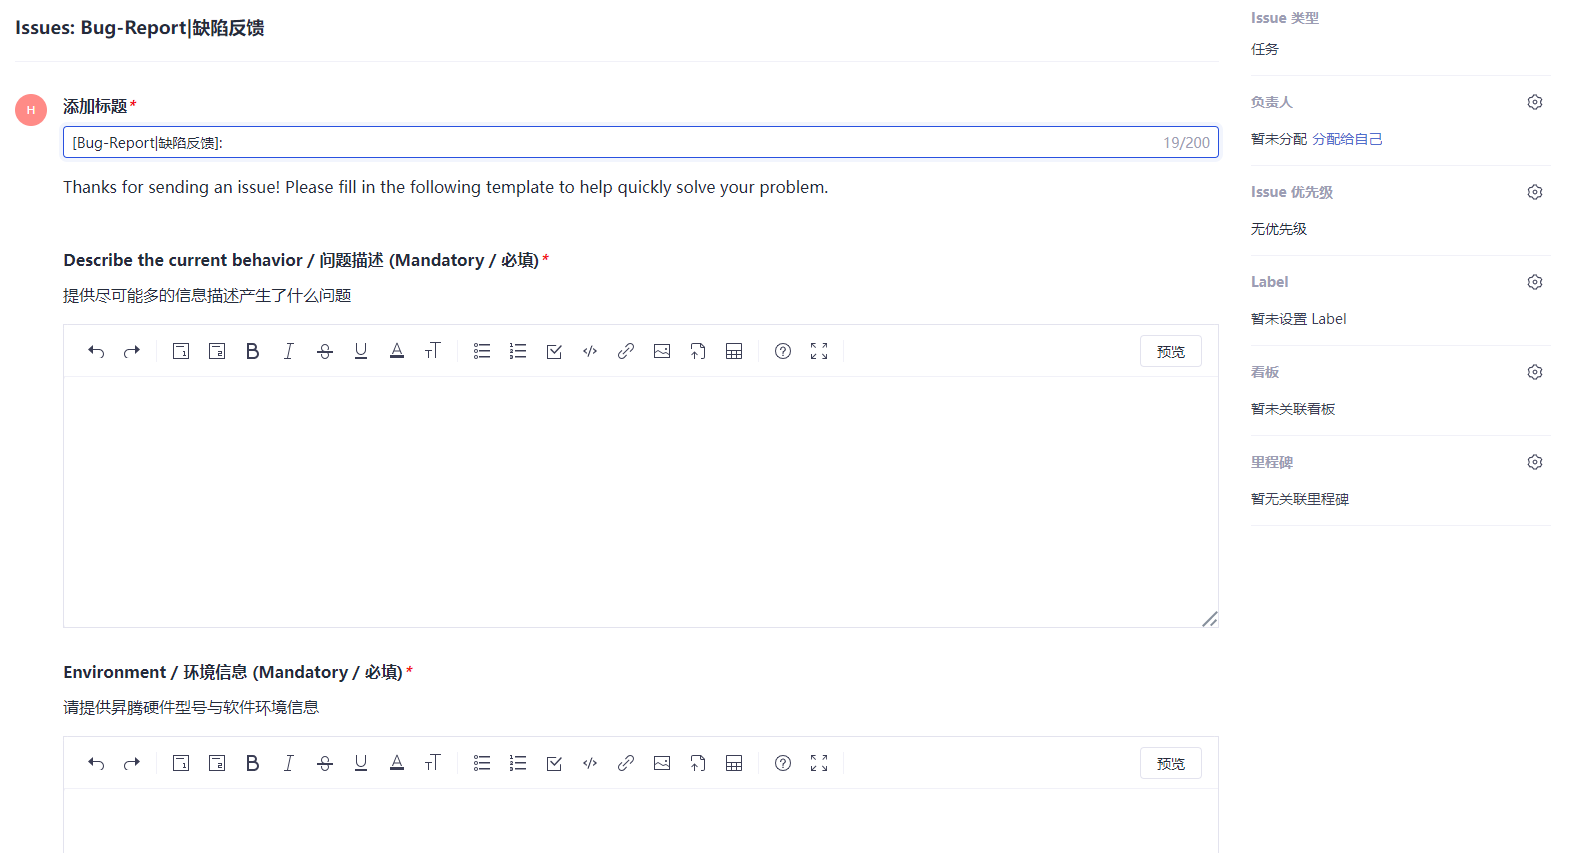 Issues: Bug-Report|缺陷反馈
H
添加标题*
[Bug-Report|缺陷反馈]:
19/200
Thanks for sending an issue! Please fill in the following template to help quickly solve your problem.
Describe the current behavior / 问题描述 (Mandatory / 必填)*
提供尽可能多的信息描述产生了什么问题
预览
Environment / 环境信息 (Mandatory / 必填)*
请提供昇腾硬件型号与软件环境信息
预览
Issue 类型
任务
负责人
暂未分配 分配给自己
Issue 优先级
无优先级
Label
暂未设置 Label
看板
暂未关联看板
里程碑
暂无关联里程碑